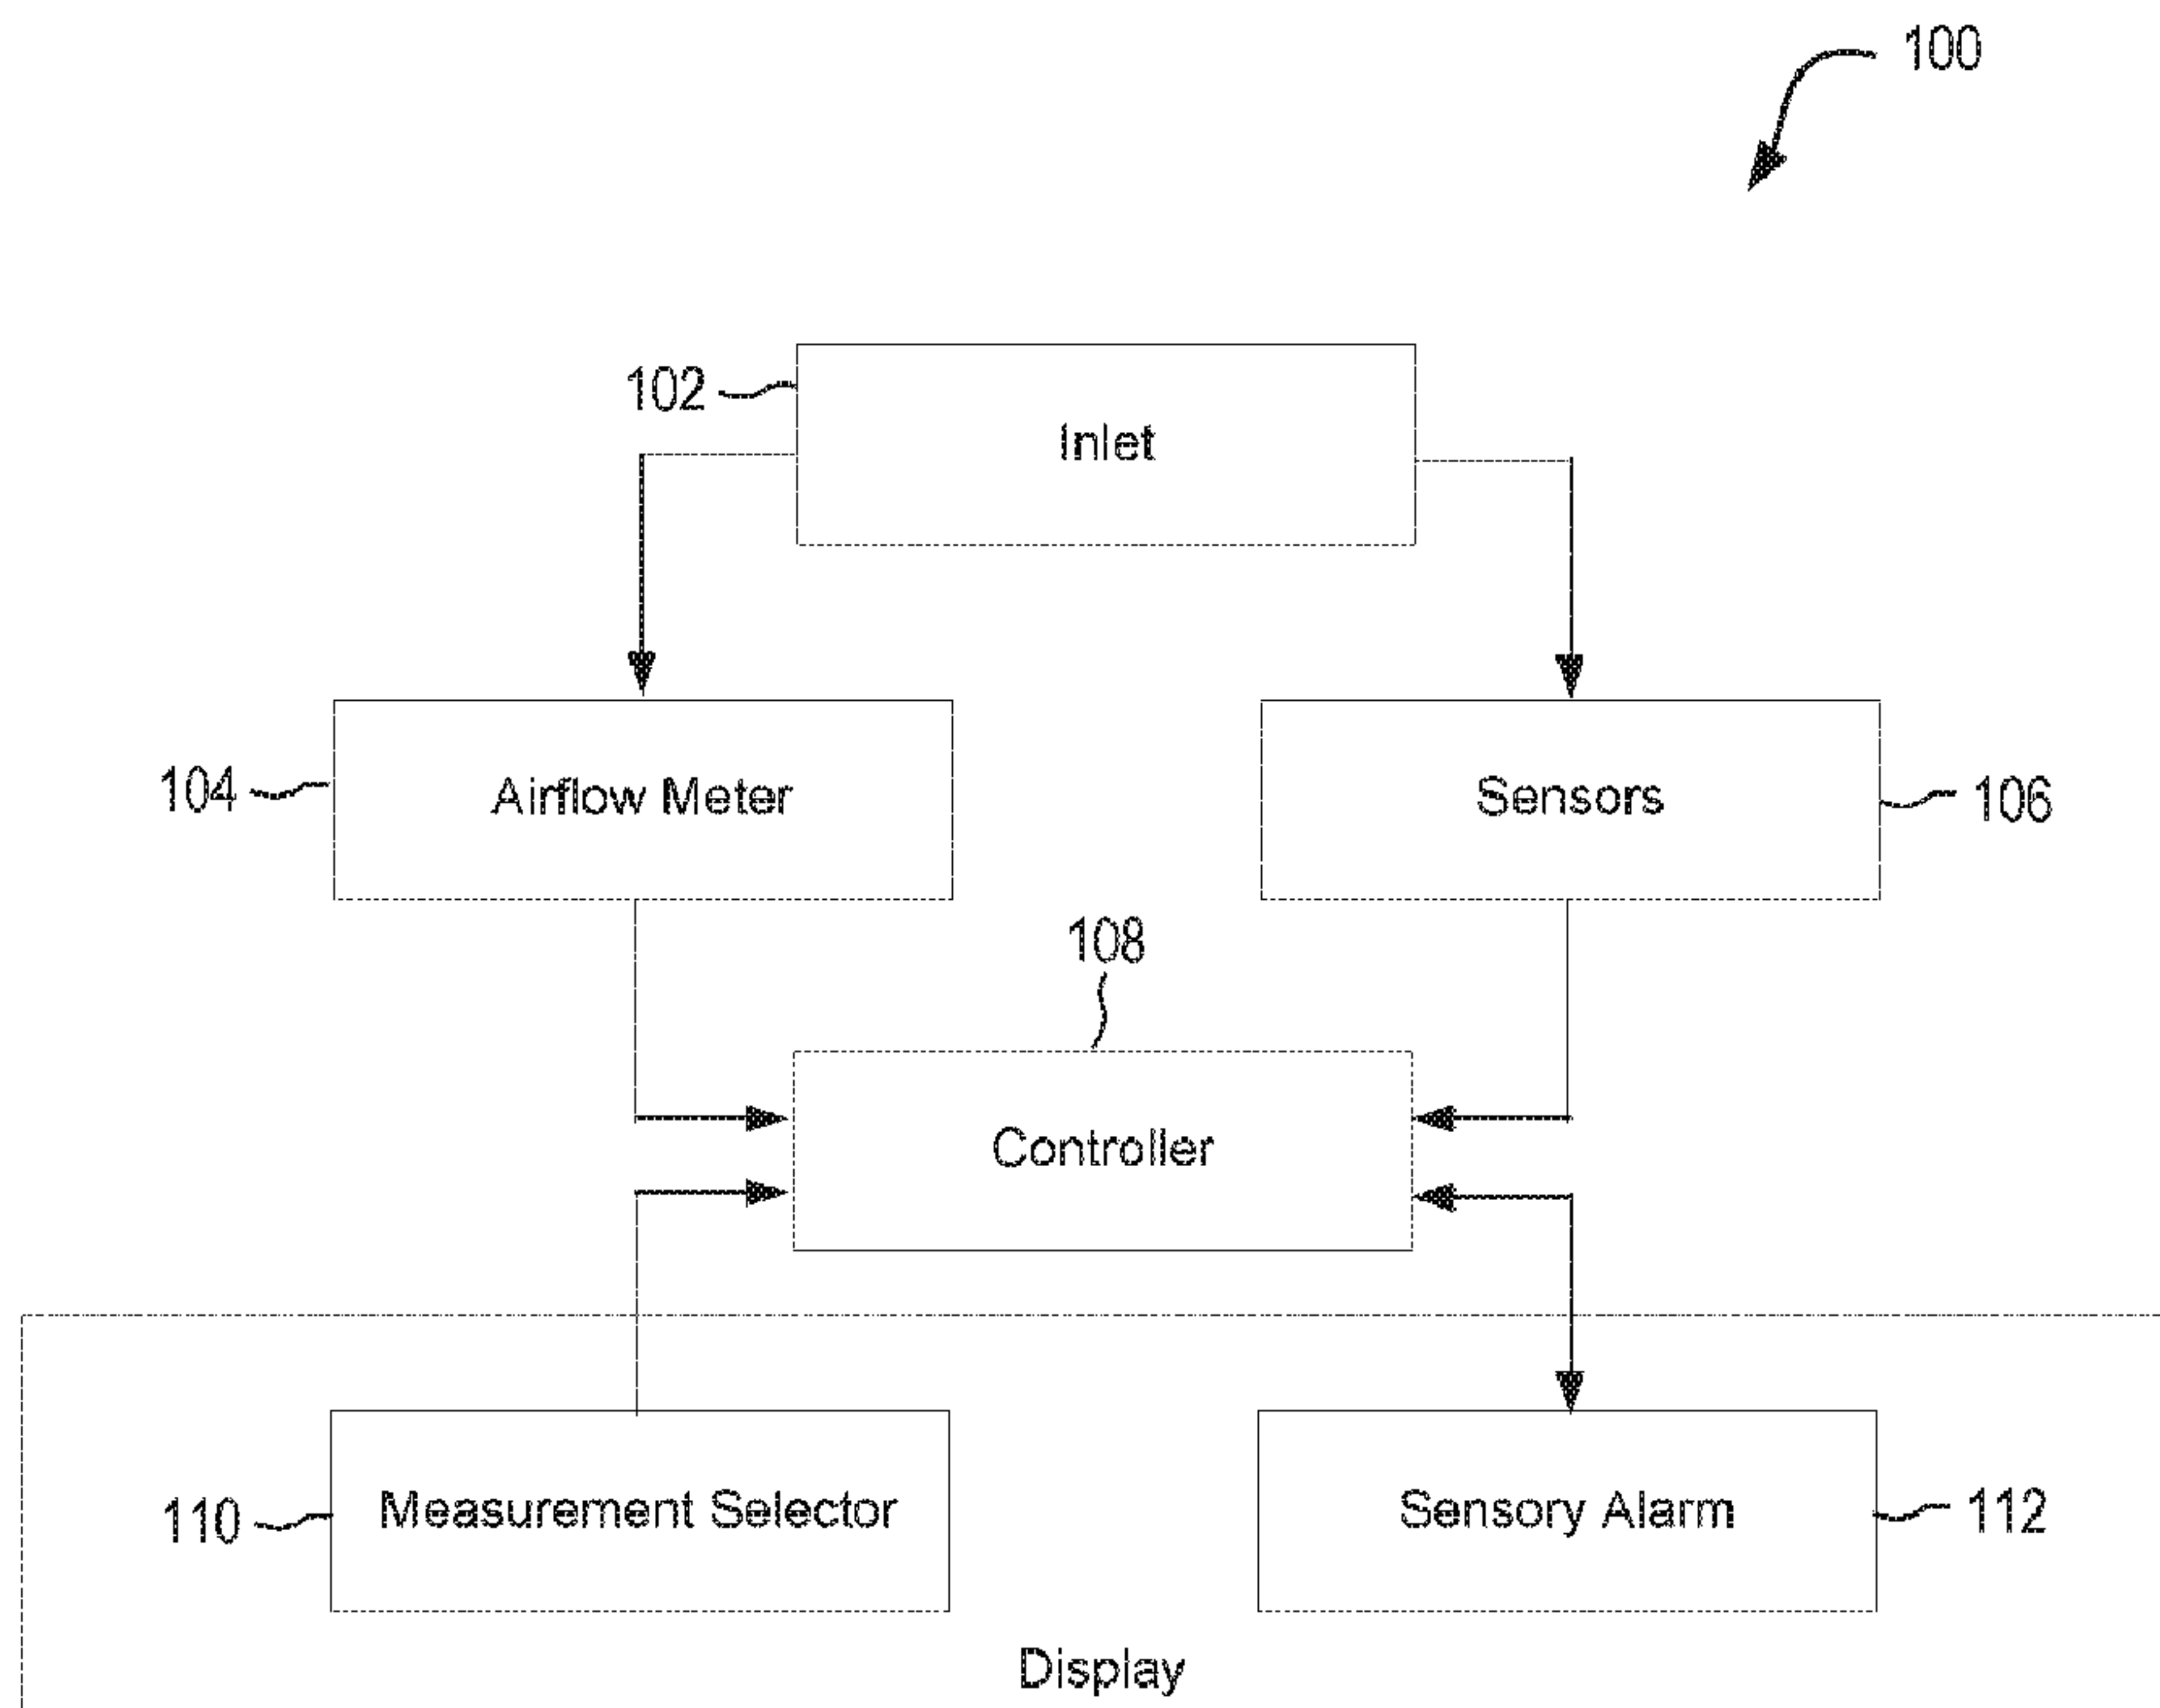 100
102
Inlet
104
Airflow Meter
Sensors
106
108
Controller
110
Measurement Selector
Sensory Alarm
112
Display